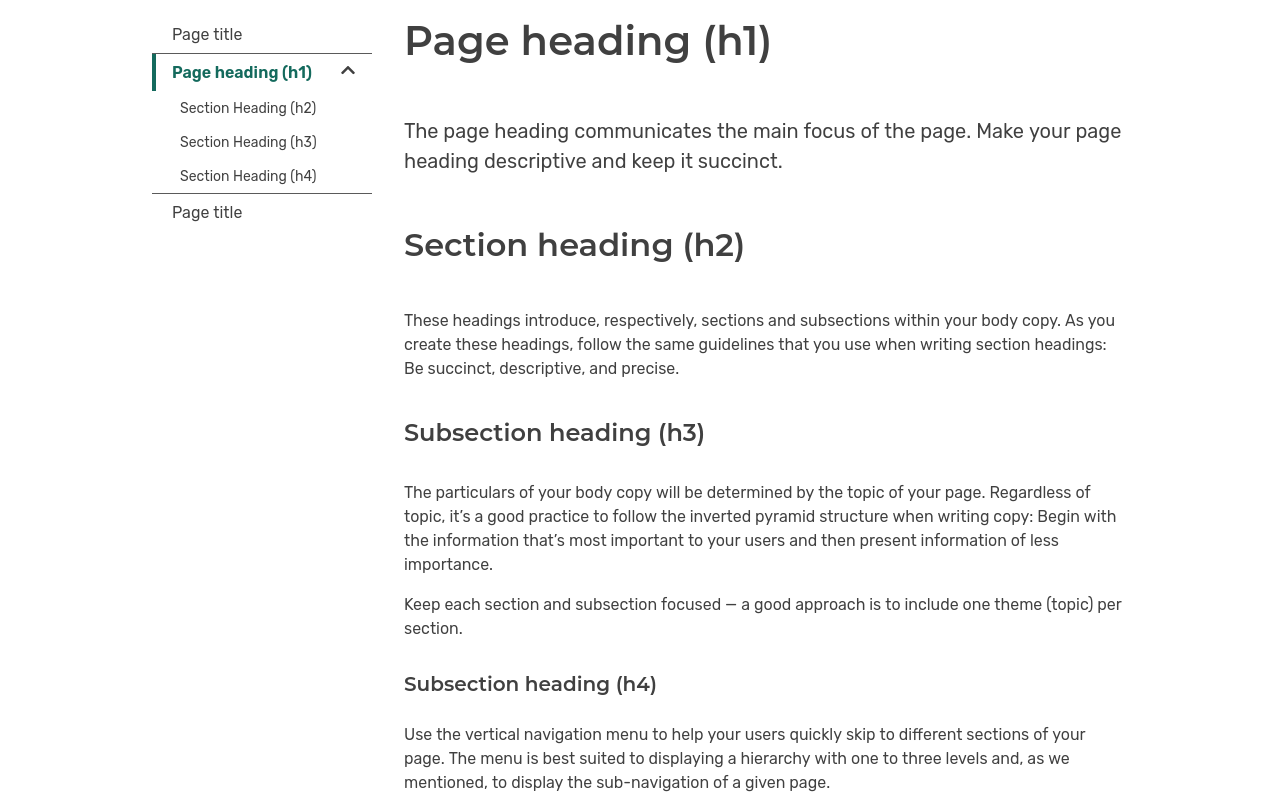 Page title
Page heading (h1)
Section Heading (h2)
Section Heading (h3)
Section Heading (h4)
Page title
Page heading (h1)
The page heading communicates the main focus of the page. Make your page
heading descriptive and keep it succinct.
Section heading (h2)
These headings introduce, respectively, sections and subsections within your body copy. As you
create these headings, follow the same guidelines that you use when writing section headings:
Be succinct, descriptive, and precise.
Subsection heading (h3)
The particulars of your body copy will be determined by the topic of your page. Regardless of
topic, it’s a good practice to follow the inverted pyramid structure when writing copy: Begin with
the information that’s most important to your users and then present information of less
importance.
Keep each section and subsection focused — a good approach is to include one theme (topic) per
section.
Subsection heading (h4)
Use the vertical navigation menu to help your users quickly skip to different sections of your
page. The menu is best suited to displaying a hierarchy with one to three levels and, as we
mentioned, to display the sub-navigation of a given page.